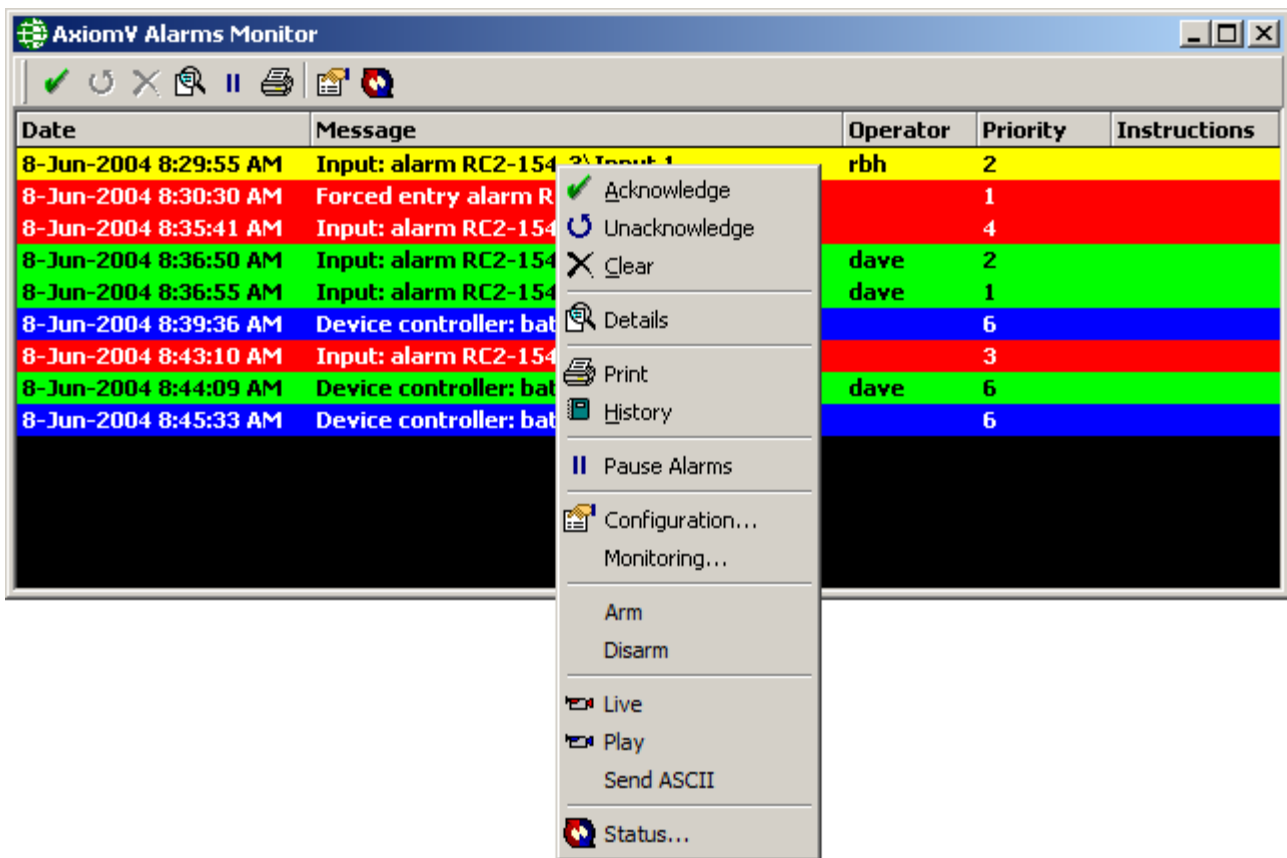 AxiomV Alarms Monitor
Date Message Operator Priority Instructions
8-Jun-2004 8:29:55 AM Input: alarm RC2-154 2\ Input 1 rbh 2
8-Jun-2004 8:30:30 AM Forced entry alarm R 1
8-Jun-2004 8:35:41 AM Input: alarm RC2-154 4
8-Jun-2004 8:36:50 AM Input: alarm RC2-154 dave 2
8-Jun-2004 8:36:55 AM Input: alarm RC2-154 dave 1
8-Jun-2004 8:39:36 AM Device controller: bat 6
8-Jun-2004 8:43:10 AM Input: alarm RC2-154 3
8-Jun-2004 8:44:09 AM Device controller: bat dave 6
8-Jun-2004 8:45:33 AM Device controller: bat 6
Acknowledge
Unacknowledge
Clear
Details
Print
History
Pause Alarms
Configuration...
Monitoring...
Arm
Disarm
Live
Play
Send ASCII
Status...